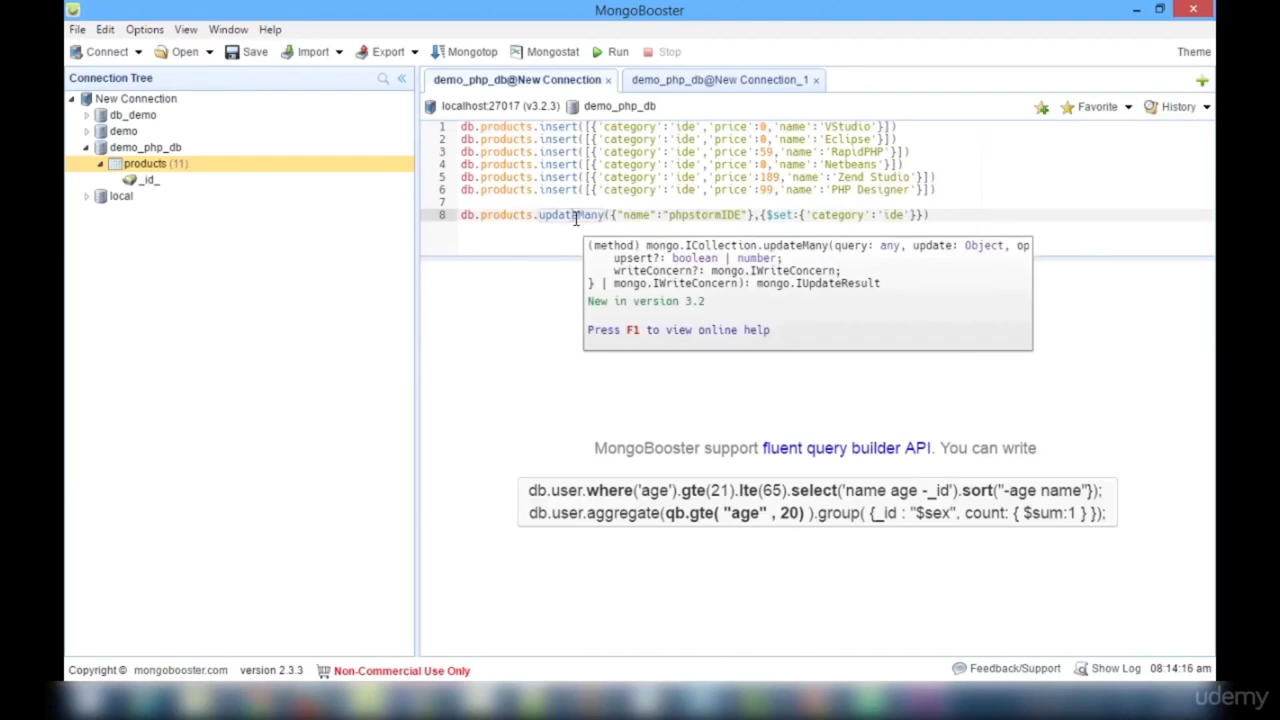 MongoBooster
File Edit Options View Window Help
Connect Open Save Import Export Mongotop Mongostat Run Stop Theme
Connection Tree
New Connection
db_demo
demo
demo_php_db
products (11)
_id_
local
demo_php_db@New Connection × demo_php_db@New Connection_1 ×
localhost:27017 (v3.2.3) demo_php_db Favorite History
1 db.products.insert([{'category':'ide','price':0,'name':'VStudio'}])
2 db.products.insert([{'category':'ide','price':0,'name':'Eclipse'}])
3 db.products.insert([{'category':'ide','price':59,'name':'RapidPHP'}])
4 db.products.insert([{'category':'ide','price':0,'name':'Netbeans'}])
5 db.products.insert([{'category':'ide','price':189,'name':'Zend Studio'}])
6 db.products.insert([{'category':'ide','price':99,'name':'PHP Designer'}])
7
8 db.products.updateMany({"name":"phpstormIDE"},{$set:{'category':'ide'}})
(method) mongo.ICollection.updateMany(query: any, update: Object, op
upsert?: boolean | number;
writeConcern?: mongo.IWriteConcern;
} | mongo.IWriteConcern): mongo.IUpdateResult
New in version 3.2
Press F1 to view online help
MongoBooster support fluent query builder API. You can write
db.user.where('age').gte(21).lte(65).select('name age -_id').sort("-age name"});
db.user.aggregate(qb.gte( "age" , 20) ).group( {_id : "$sex", count: { $sum:1 } });
Copyright © mongobooster.com version 2.3.3 Non-Commercial Use Only Feedback/Support Show Log 08:14:16 am
udemy